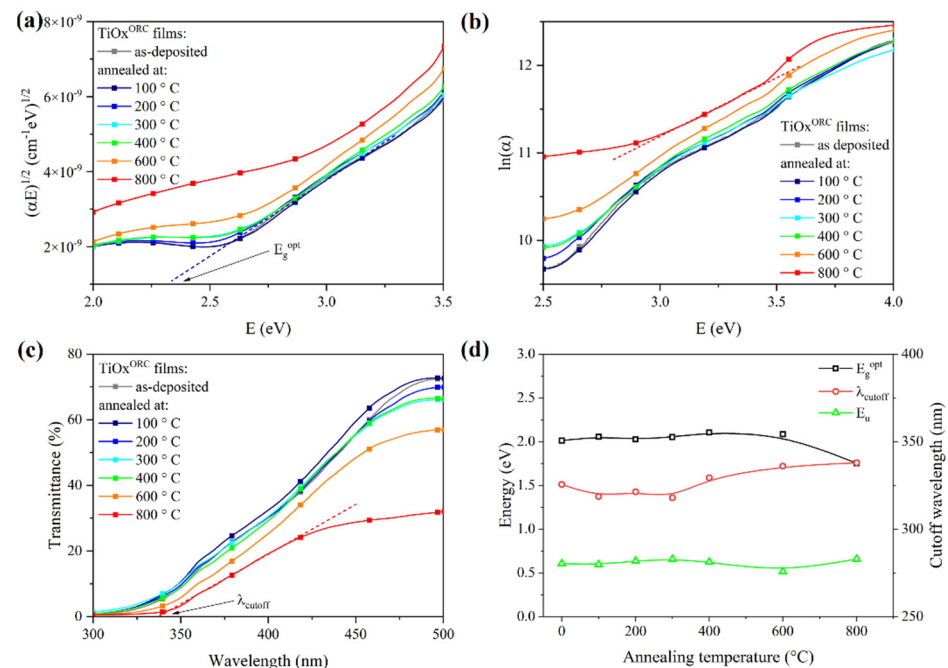 (a)
8×10⁻⁹
6×10⁻⁹
4×10⁻⁹
2×10⁻⁹
(αE)^1/2 (cm⁻¹eV)^1/2
TiOx^ORC films:
as-deposited
annealed at:
100 ° C
200 ° C
300 ° C
400 ° C
600 ° C
800 ° C
E_g^opt
2.0 2.5 3.0 3.5
E (eV)
(b)
12
11
10
ln(α)
TiOx^ORC films:
as deposited
annealed at:
100 ° C
200 ° C
300 ° C
400 ° C
600 ° C
800 ° C
2.5 3.0 3.5 4.0
E (eV)
(c)
80
60
40
20
0
Transmittance (%)
TiOx^ORC films:
as-deposited
annealed at:
100 ° C
200 ° C
300 ° C
400 ° C
600 ° C
800 ° C
λ_cutoff
300 350 400 450 500
Wavelength (nm)
(d)
3.0
2.5
2.0
1.5
1.0
0.5
0.0
Energy (eV)
E_g^opt
λ_cutoff
E_u
400
350
300
250
Cutoff wavelength (nm)
0 200 400 600 800
Annealing temperature (°C)